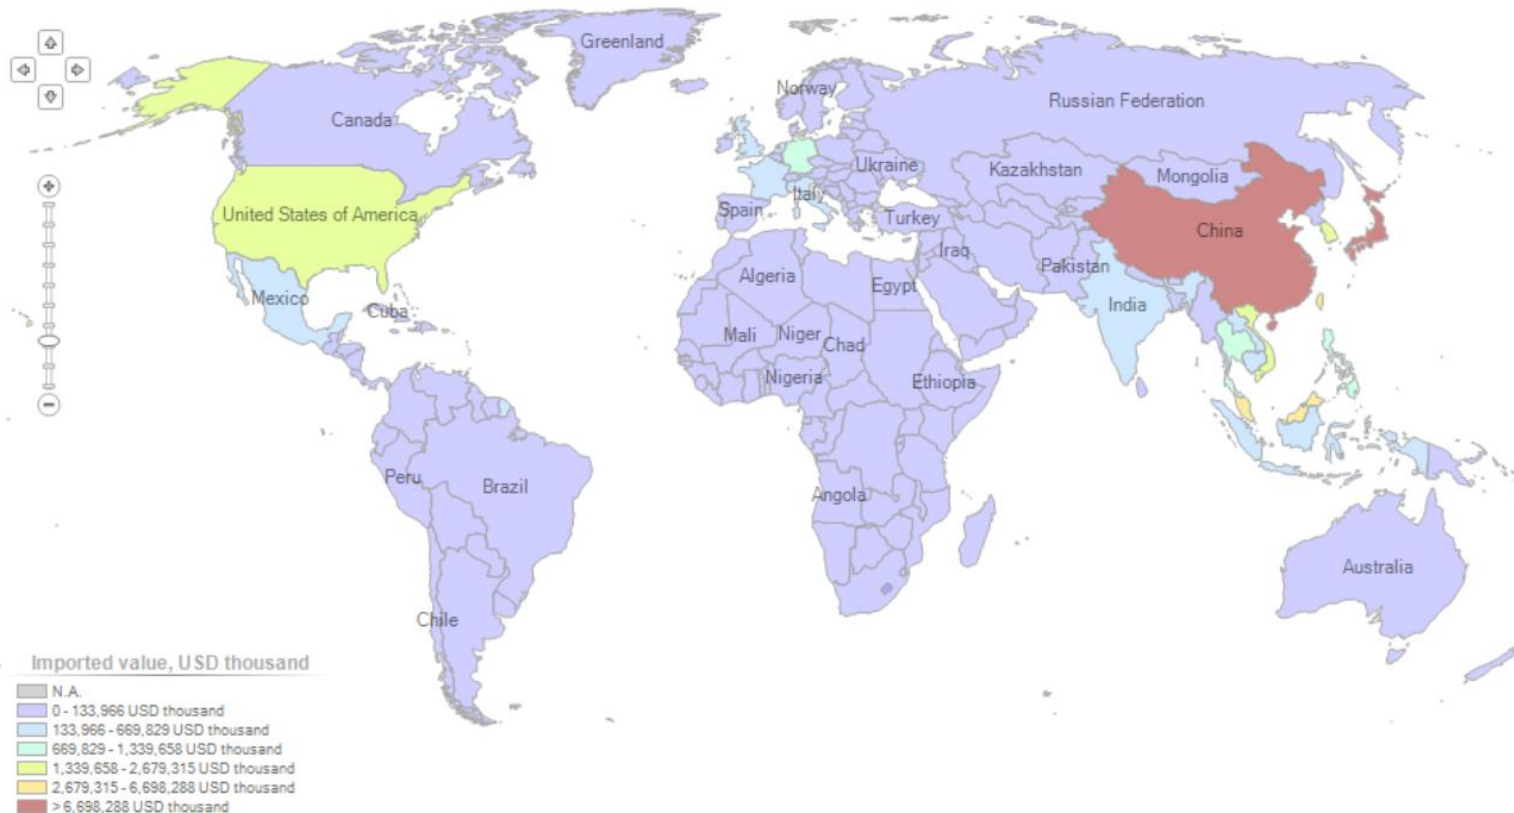 Greenland
Norway
Russian Federation
Canada
Ukraine
Kazakhstan
Mongolia
Italy
United States of America
Spain
Turkey
China
Iraq
Pakistan
Algeria
Egypt
Mexico
India
Cuba
Mali
Niger
Chad
Nigeria
Ethiopia
Peru
Brazil
Angola
Australia
Chile
Imported value, USD thousand
N.A.
0 - 133,966 USD thousand
133,966 - 669,829 USD thousand
669,829 - 1,339,658 USD thousand
1,339,658 - 2,679,315 USD thousand
2,679,315 - 6,698,288 USD thousand
> 6,698,288 USD thousand